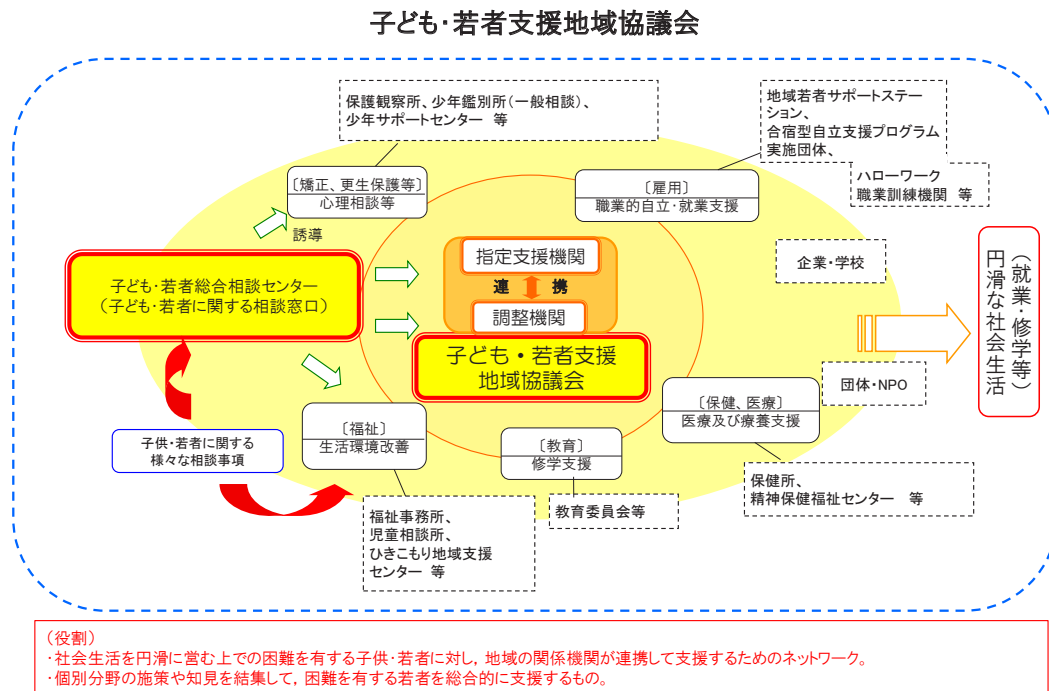 子ども・若者支援地域協議会
保護観察所、少年鑑別所（一般相談）、
少年サポートセンター 等
地域若者サポートステー
ション、
合宿型自立支援プログラム
実施団体、
ハローワーク
職業訓練機関 等
〔矯正、更生保護等〕
心理相談等
〔雇用〕
職業的自立・就業支援
誘導
指定支援機関
連 携
調整機関
子ども・若者支援
地域協議会
子ども・若者総合相談センター
（子ども・若者に関する相談窓口）
企業・学校
（就業・修学等）
円滑な社会生活
団体・NPO
〔保健、医療〕
医療及び療養支援
〔福祉〕
生活環境改善
〔教育〕
修学支援
子供・若者に関する
様々な相談事項
保健所、
精神保健福祉センター 等
教育委員会等
福祉事務所、
児童相談所、
ひきこもり地域支援
センター 等
（役割）
・社会生活を円滑に営む上での困難を有する子供・若者に対し，地域の関係機関が連携して支援するためのネットワーク。
・個別分野の施策や知見を結集して，困難を有する若者を総合的に支援するもの。